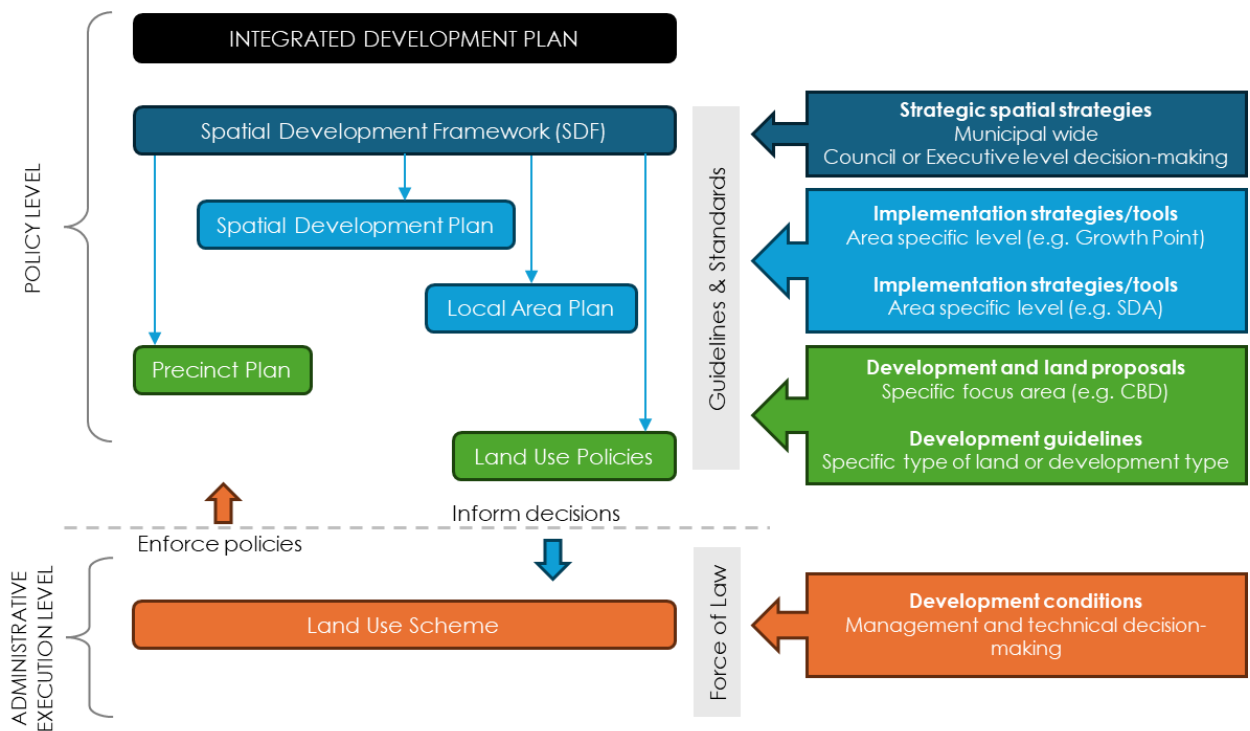 INTEGRATED DEVELOPMENT PLAN
POLICY LEVEL
Spatial Development Framework (SDF)
Spatial Development Plan
Local Area Plan
Precinct Plan
Land Use Policies
Guidelines & Standards
Strategic spatial strategies
Municipal wide
Council or Executive level decision-making
Implementation strategies/tools
Area specific level (e.g. Growth Point)
Implementation strategies/tools
Area specific level (e.g. SDA)
Development and land proposals
Specific focus area (e.g. CBD)
Development guidelines
Specific type of land or development type
Inform decisions
Enforce policies
ADMINISTRATIVE
EXECUTION LEVEL
Land Use Scheme
Force of Law
Development conditions
Management and technical decision-
making